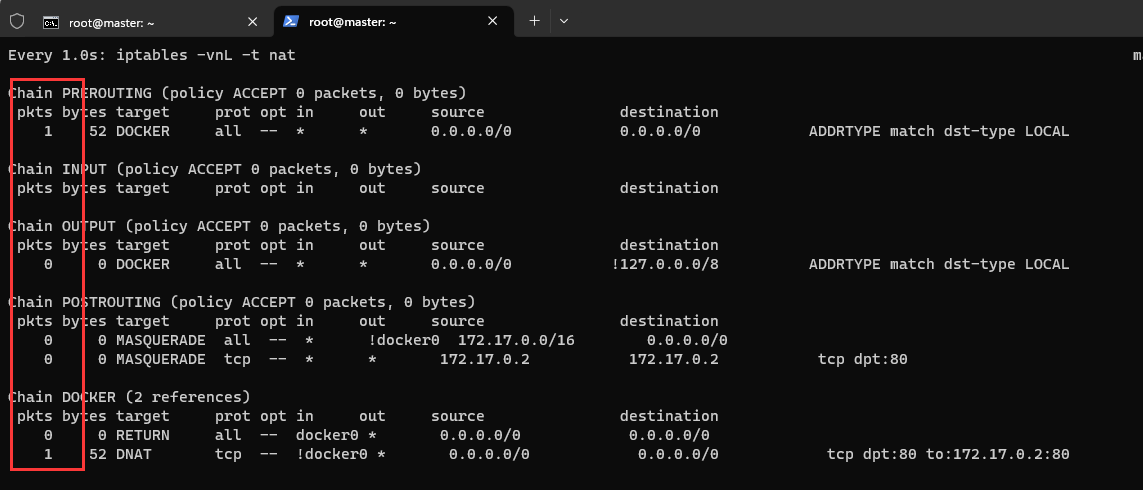 root@master: ~ root@master: ~
Every 1.0s: iptables -vnL -t nat m
Chain PREROUTING (policy ACCEPT 0 packets, 0 bytes)
pkts bytes target prot opt in out source destination
1 52 DOCKER all -- * * 0.0.0.0/0 0.0.0.0/0 ADDRTYPE match dst-type LOCAL
Chain INPUT (policy ACCEPT 0 packets, 0 bytes)
pkts bytes target prot opt in out source destination
Chain OUTPUT (policy ACCEPT 0 packets, 0 bytes)
pkts bytes target prot opt in out source destination
0 0 DOCKER all -- * * 0.0.0.0/0 !127.0.0.0/8 ADDRTYPE match dst-type LOCAL
Chain POSTROUTING (policy ACCEPT 0 packets, 0 bytes)
pkts bytes target prot opt in out source destination
0 0 MASQUERADE all -- * !docker0 172.17.0.0/16 0.0.0.0/0
0 0 MASQUERADE tcp -- * * 172.17.0.2 172.17.0.2 tcp dpt:80
Chain DOCKER (2 references)
pkts bytes target prot opt in out source destination
0 0 RETURN all -- docker0 * 0.0.0.0/0 0.0.0.0/0
1 52 DNAT tcp -- !docker0 * 0.0.0.0/0 0.0.0.0/0 tcp dpt:80 to:172.17.0.2:80